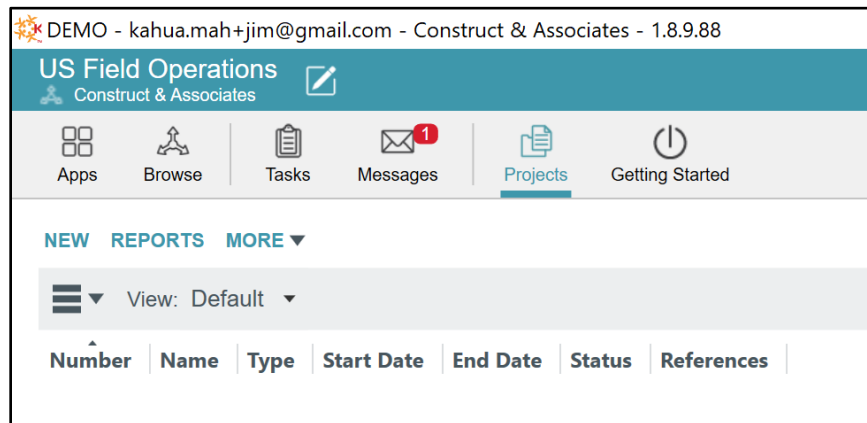 DEMO - kahua.mah+jim@gmail.com - Construct & Associates - 1.8.9.88
US Field Operations
Construct & Associates
1
Apps Browse Tasks Messages Projects Getting Started
NEW REPORTS MORE
View: Default
Number Name Type Start Date End Date Status References